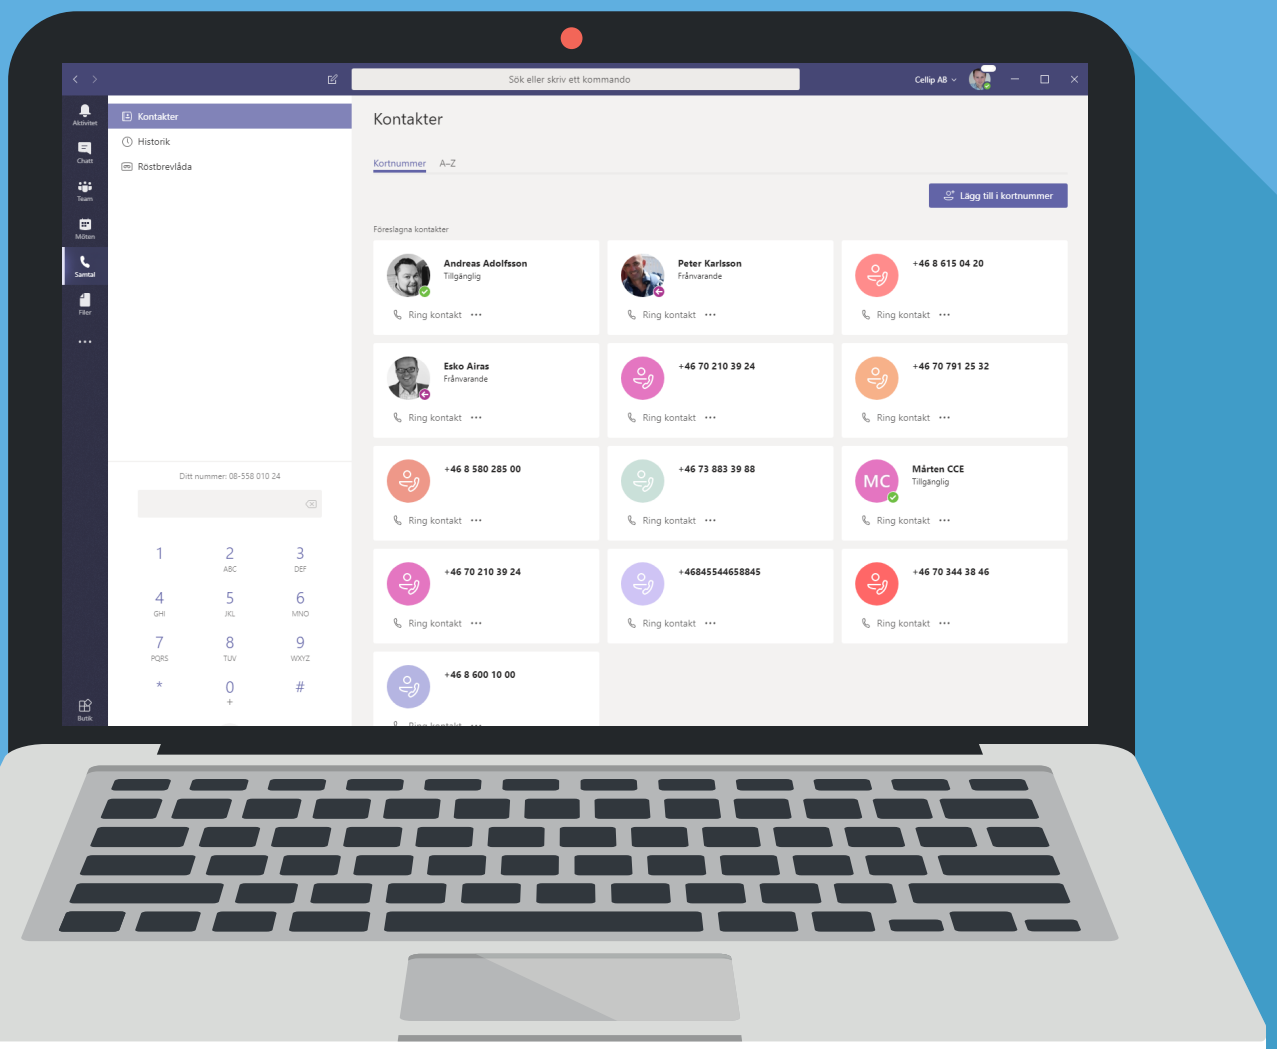 Sök eller skriv ett kommando
Cellip AB
Aktivitet
Chatt
Team
Möten
Samtal
Filer
Butik
Kontakter
Historik
Röstbrevlåda
Ditt nummer: 08-558 010 24
1
2
3
ABC
DEF
4
5
6
GHI
JKL
MNO
7
8
9
PQRS
TUV
WXYZ
*
0
#
+
Kontakter
Kortnummer A–Z
Lägg till i kortnummer
Föreslagna kontakter
Andreas Adolfsson
Tillgänglig
Ring kontakt
Peter Karlsson
Frånvarande
Ring kontakt
+46 8 615 04 20
Ring kontakt
Esko Airas
Frånvarande
Ring kontakt
+46 70 210 39 24
Ring kontakt
+46 70 791 25 32
Ring kontakt
+46 8 580 285 00
Ring kontakt
+46 73 883 39 88
Ring kontakt
MC
Mårten CCE
Tillgänglig
Ring kontakt
+46 70 210 39 24
Ring kontakt
+46845544658845
Ring kontakt
+46 70 344 38 46
Ring kontakt
+46 8 600 10 00
Ring kontakt